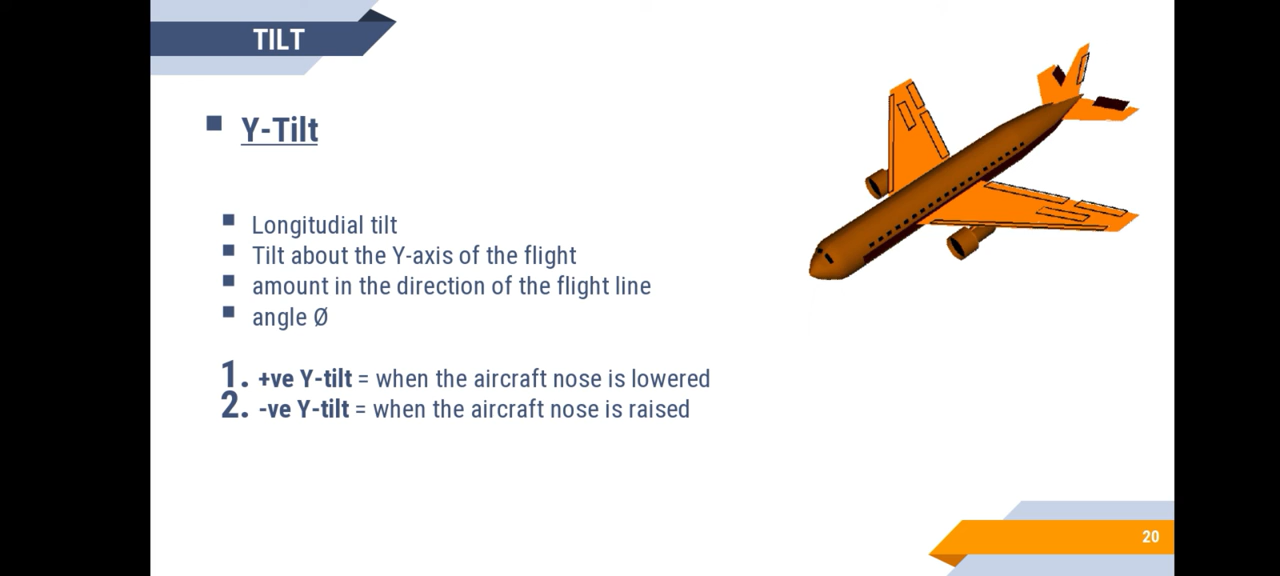 TILT
Y-Tilt
Longitudial tilt
Tilt about the Y-axis of the flight
amount in the direction of the flight line
angle Ø
1. +ve Y-tilt = when the aircraft nose is lowered
2. -ve Y-tilt = when the aircraft nose is raised
20